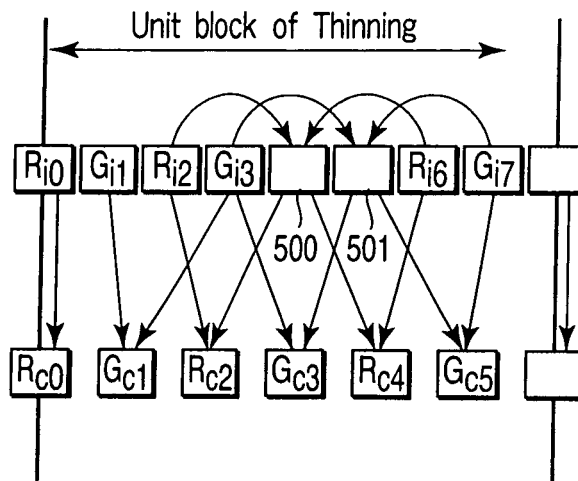 Unit block of Thinning
Ri0 Gi1 Ri2 Gi3 Ri6 Gi7
500 501
Rc0 Gc1 Rc2 Gc3 Rc4 Gc5